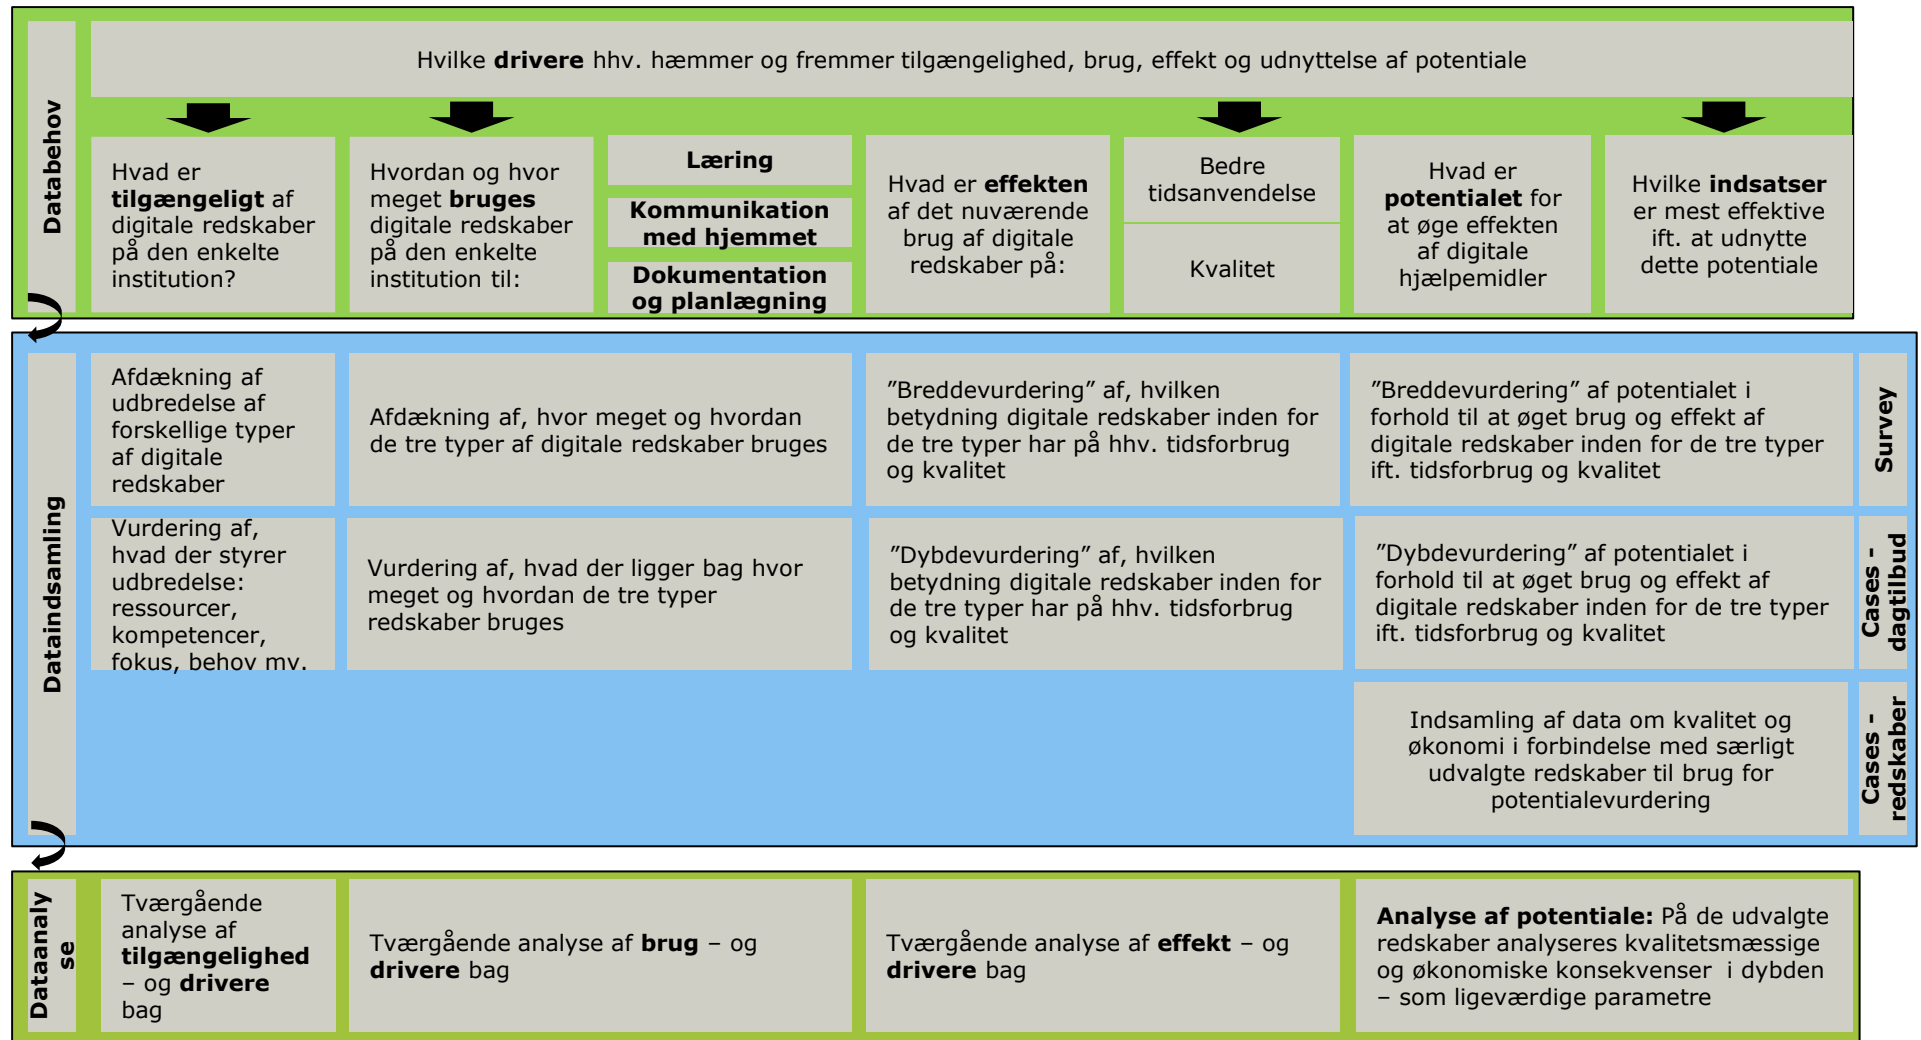 Databehov
Hvilke drivere hhv. hæmmer og fremmer tilgængelighed, brug, effekt og udnyttelse af potentiale
Hvad er
tilgængeligt af
digitale redskaber
på den enkelte
institution?
Hvordan og hvor
meget bruges
digitale redskaber
på den enkelte
institution til:
Læring
Kommunikation
med hjemmet
Dokumentation
og planlægning
Hvad er effekten
af det nuværende
brug af digitale
redskaber på:
Bedre
tidsanvendelse
Kvalitet
Hvad er
potentialet for
at øge effekten
af digitale
hjælpemidler
Hvilke indsatser
er mest effektive
ift. at udnytte
dette potentiale
Dataindsamling
Afdækning af
udbredelse af
forskellige typer
af digitale
redskaber
Afdækning af, hvor meget og hvordan
de tre typer af digitale redskaber bruges
”Breddevurdering” af, hvilken
betydning digitale redskaber inden for
de tre typer har på hhv. tidsforbrug
og kvalitet
”Breddevurdering” af potentialet i
forhold til at øget brug og effekt af
digitale redskaber inden for de tre typer
ift. tidsforbrug og kvalitet
Survey
Vurdering af,
hvad der styrer
udbredelse:
ressourcer,
kompetencer,
fokus, behov mv.
Vurdering af, hvad der ligger bag hvor
meget og hvordan de tre typer
redskaber bruges
”Dybdevurdering” af, hvilken
betydning digitale redskaber inden for
de tre typer har på hhv. tidsforbrug
og kvalitet
”Dybdevurdering” af potentialet i
forhold til at øget brug og effekt af
digitale redskaber inden for de tre typer
ift. tidsforbrug og kvalitet
Cases –
dagtilbud
Indsamling af data om kvalitet og
økonomi i forbindelse med særligt
udvalgte redskaber til brug for
potentialevurdering
Cases –
redskaber
Dataanaly
se
Tværgående
analyse af
tilgængelighed
– og drivere
bag
Tværgående analyse af brug – og
drivere bag
Tværgående analyse af effekt – og
drivere bag
Analyse af potentiale: På de udvalgte
redskaber analyseres kvalitetsmæssige
og økonomiske konsekvenser i dybden
– som ligeværdige parametre